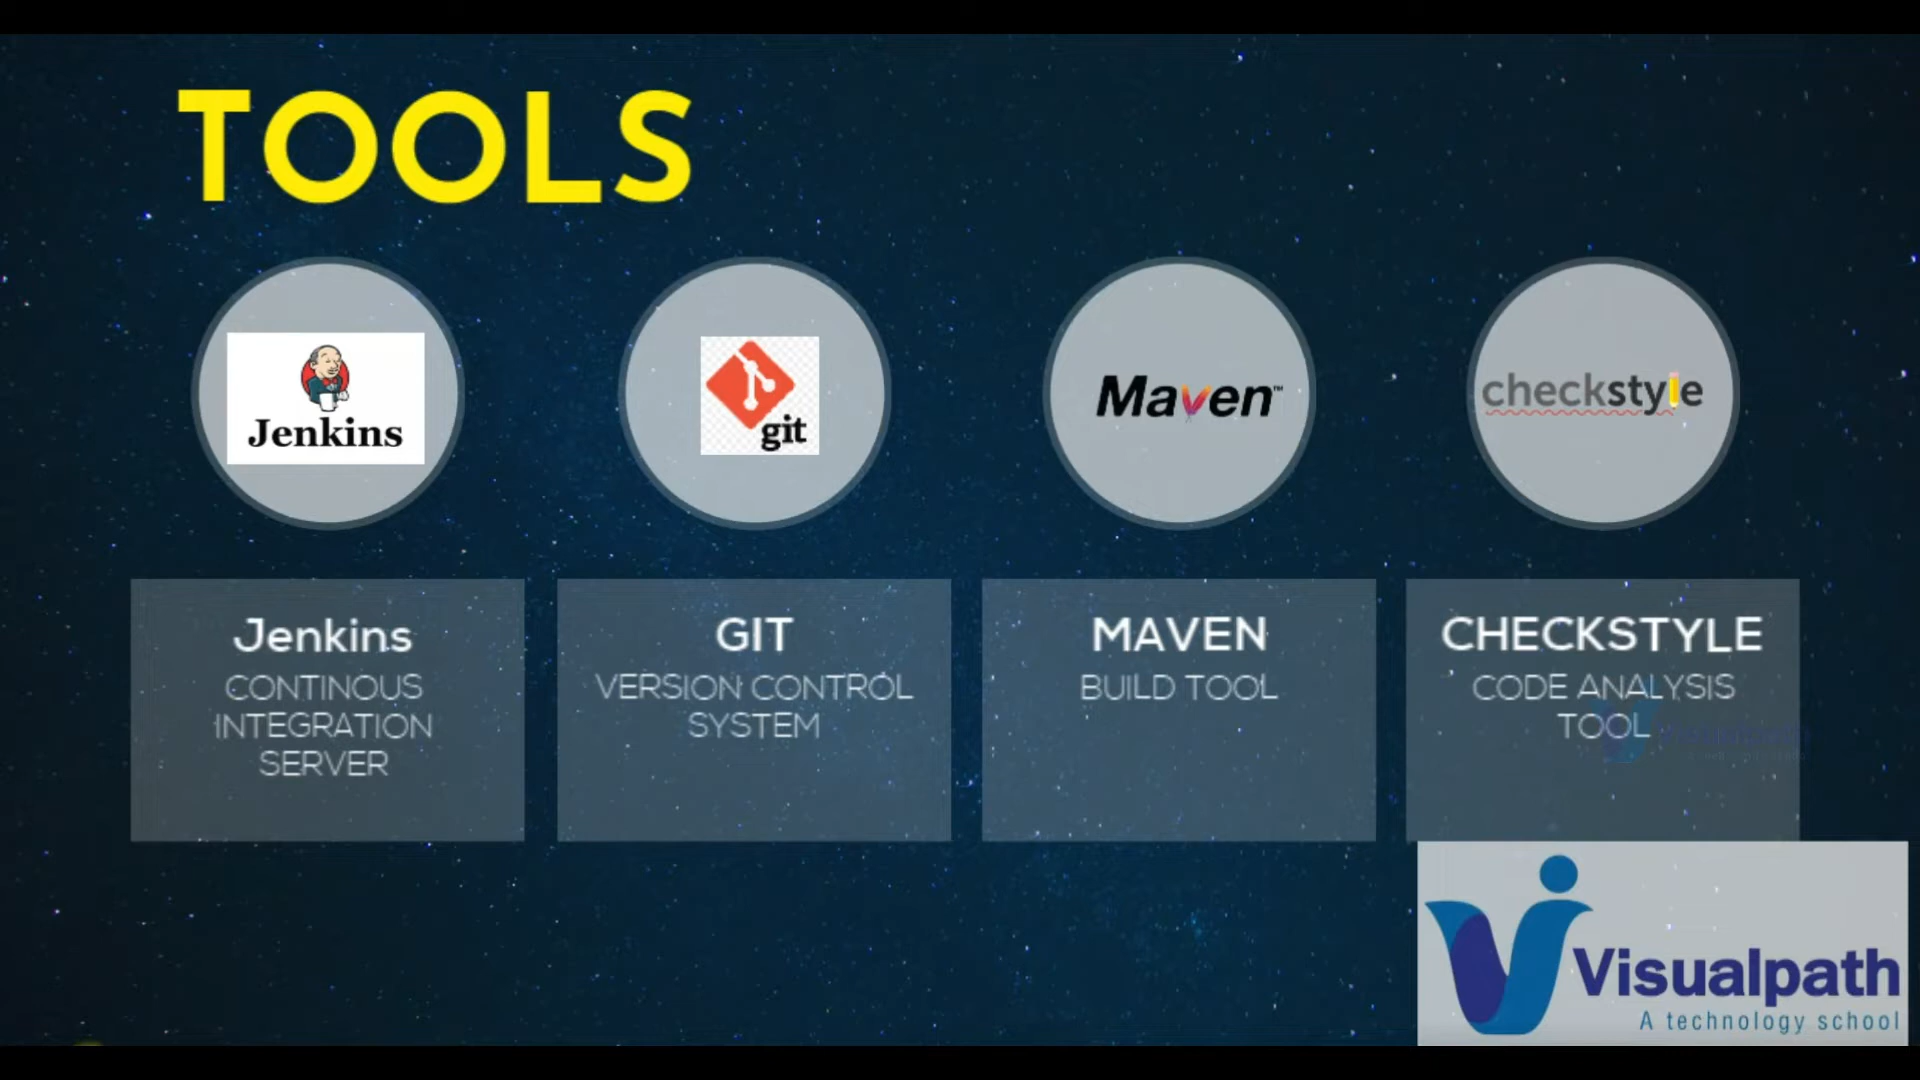 TOOLS
Jenkins
git
Maven™
checkstyle
Jenkins
CONTINOUS
INTEGRATION
SERVER
GIT
VERSION CONTROL
SYSTEM
MAVEN
BUILD TOOL
CHECKSTYLE
CODE ANALYSIS
TOOL
Visualpath
A technology school